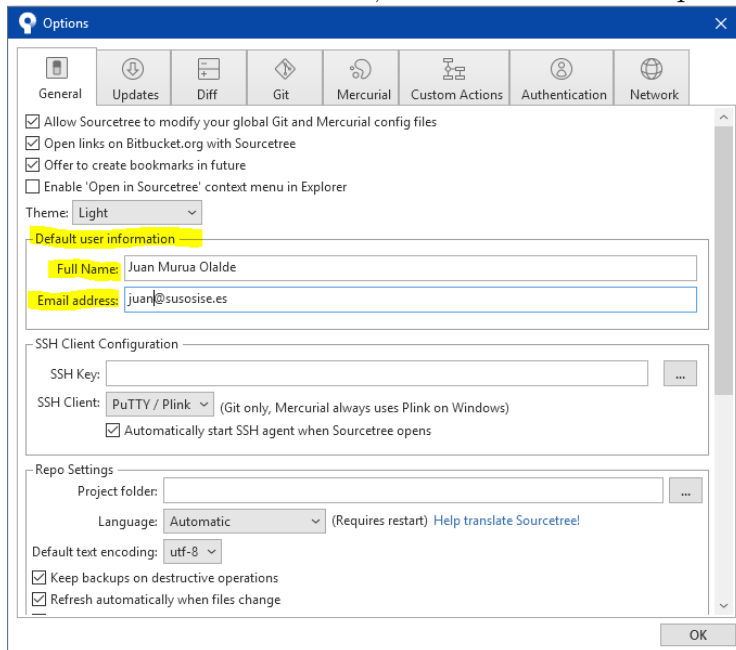 Options
General Updates Diff Git Mercurial Custom Actions Authentication Network
Allow Sourcetree to modify your global Git and Mercurial config files
Open links on Bitbucket.org with Sourcetree
Offer to create bookmarks in future
Enable 'Open in Sourcetree' context menu in Explorer
Theme: Light
Default user information
Full Name: Juan Murua Olalde
Email address: juan@susosise.es
SSH Client Configuration
SSH Key: ...
SSH Client: PuTTY / Plink (Git only, Mercurial always uses Plink on Windows)
Automatically start SSH agent when Sourcetree opens
Repo Settings
Project folder: ...
Language: Automatic (Requires restart) Help translate Sourcetree!
Default text encoding: utf-8
Keep backups on destructive operations
Refresh automatically when files change
OK